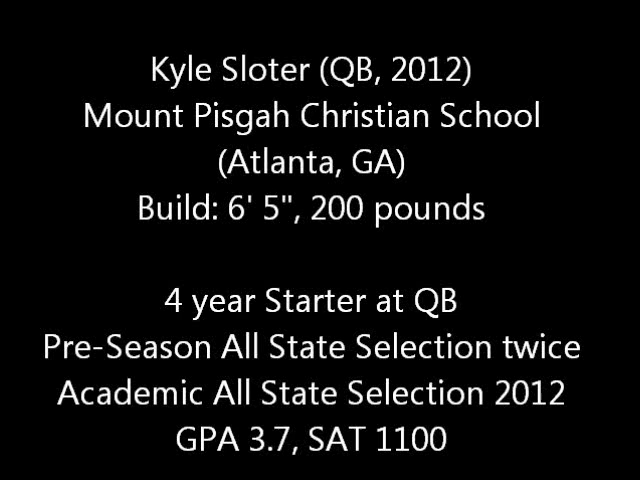 Kyle Sloter (QB, 2012)
Mount Pisgah Christian School
(Atlanta, GA)
Build: 6' 5", 200 pounds
4 year Starter at QB
Pre-Season All State Selection twice
Academic All State Selection 2012
GPA 3.7, SAT 1100